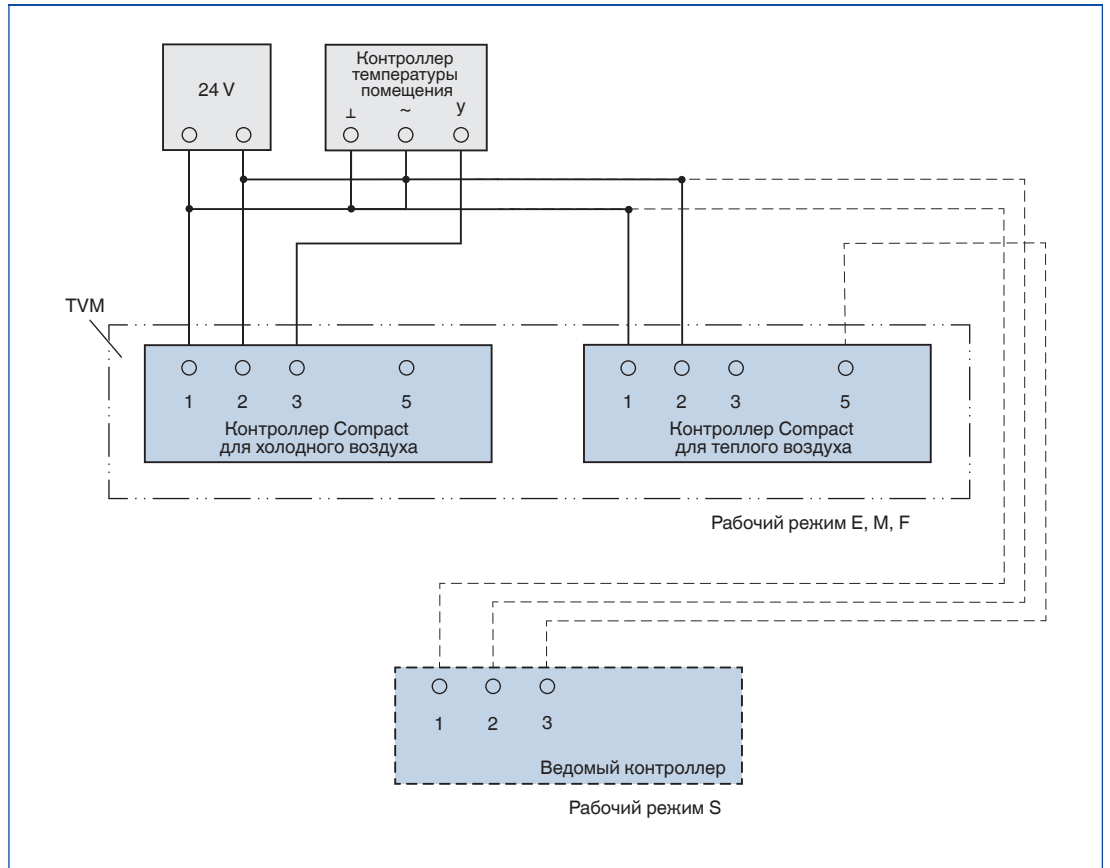 24 V
Контроллер
температуры
помещения
⊥ ~ y
TVM
1 2 3 5
Контроллер Compact
для холодного воздуха
1 2 3 5
Контроллер Compact
для теплого воздуха
Рабочий режим E, M, F
1 2 3
Ведомый контроллер
Рабочий режим S